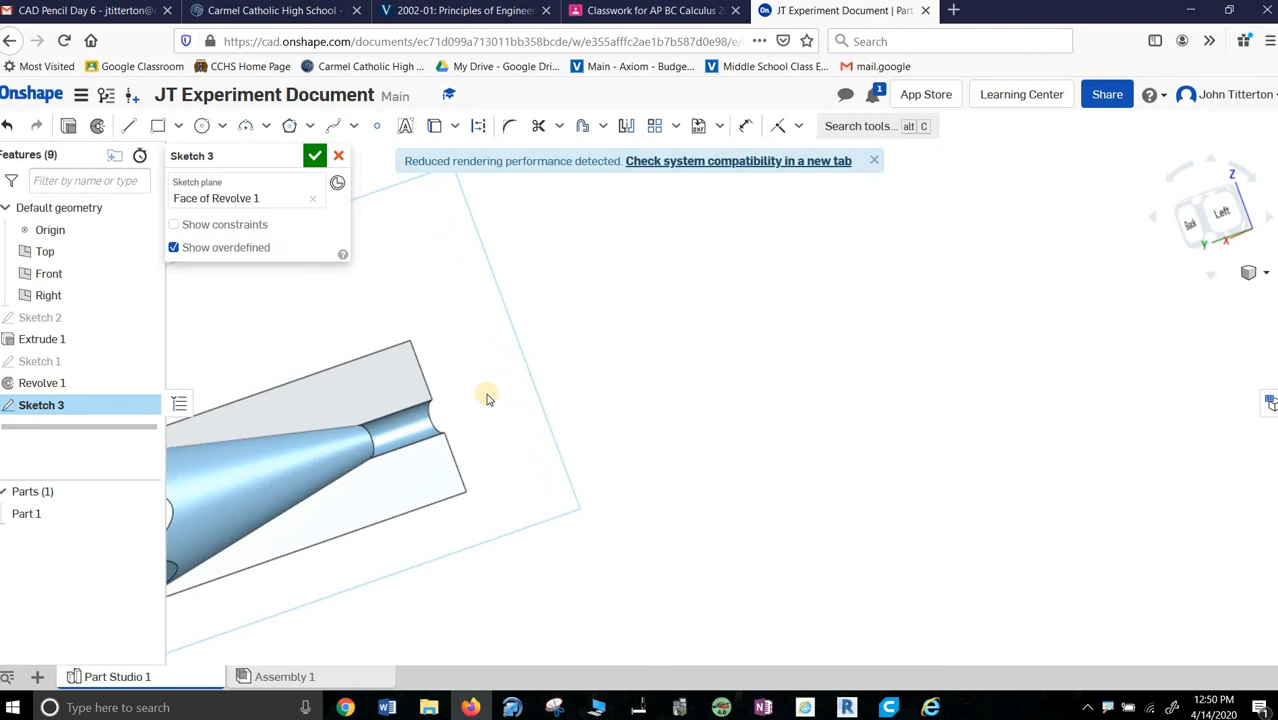 CAD Pencil Day 6 - jtitterton@c
Carmel Catholic High School -
2002-01: Principles of Engineer
Classwork for AP BC Calculus 2
JT Experiment Document | Part
https://cad.onshape.com/documents/ec71d099a713011bb358bcde/w/e355afffc2ae1b7b587d0e98/e/
Search
Most Visited
Google Classroom
CCHS Home Page
Carmel Catholic High ...
My Drive - Google Dri...
Main - Axiom - Budge...
Middle School Class E...
mail.google
Onshape
JT Experiment Document Main
1
App Store
Learning Center
Share
John Titterton
Search tools... alt C
Features (9)
Filter by name or type
Default geometry
Origin
Top
Front
Right
Sketch 2
Extrude 1
Sketch 1
Revolve 1
Sketch 3
Parts (1)
Part 1
Sketch 3
Sketch plane
Face of Revolve 1
Show constraints
Show overdefined
Reduced rendering performance detected. Check system compatibility in a new tab
Z
Back
Left
Y
X
Part Studio 1
Assembly 1
Type here to search
12:50 PM
4/14/2020